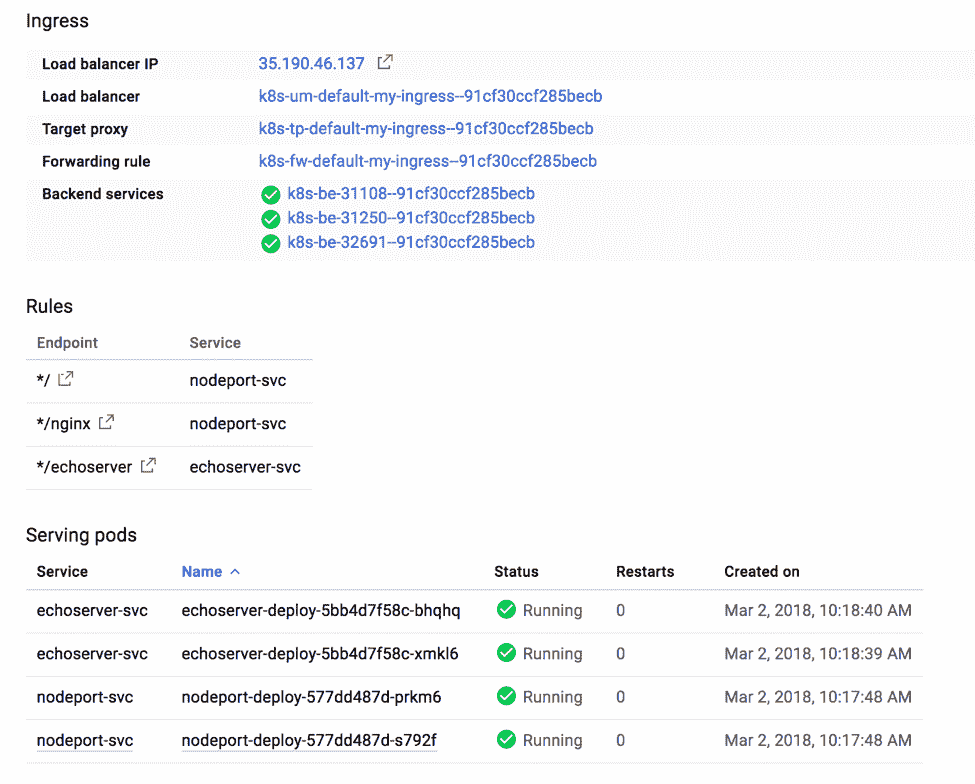 Ingress
Load balancer IP 35.190.46.137
Load balancer k8s-um-default-my-ingress--91cf30ccf285becb
Target proxy k8s-tp-default-my-ingress--91cf30ccf285becb
Forwarding rule k8s-fw-default-my-ingress--91cf30ccf285becb
Backend services k8s-be-31108--91cf30ccf285becb
k8s-be-31250--91cf30ccf285becb
k8s-be-32691--91cf30ccf285becb
Rules
Endpoint Service
*/ nodeport-svc
*/nginx nodeport-svc
*/echoserver echoserver-svc
Serving pods
Service Name Status Restarts Created on
echoserver-svc echoserver-deploy-5bb4d7f58c-bhqhq Running 0 Mar 2, 2018, 10:18:40 AM
echoserver-svc echoserver-deploy-5bb4d7f58c-xmkl6 Running 0 Mar 2, 2018, 10:18:39 AM
nodeport-svc nodeport-deploy-577dd487d-prkm6 Running 0 Mar 2, 2018, 10:17:48 AM
nodeport-svc nodeport-deploy-577dd487d-s792f Running 0 Mar 2, 2018, 10:17:48 AM